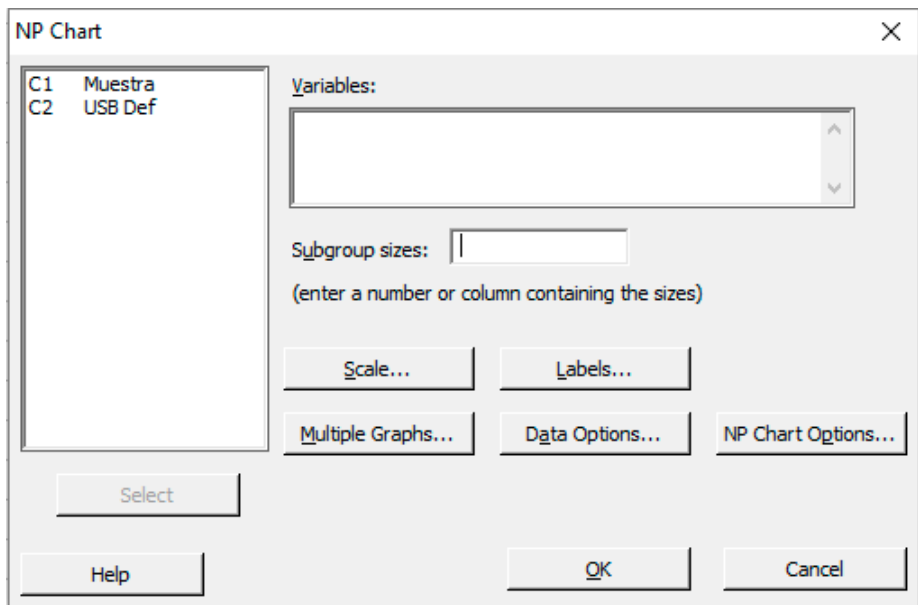 NP Chart
C1 Muestra
C2 USB Def
Variables:
Subgroup sizes:
(enter a number or column containing the sizes)
Scale...
Labels...
Multiple Graphs...
Data Options...
NP Chart Options...
Select
Help
OK
Cancel